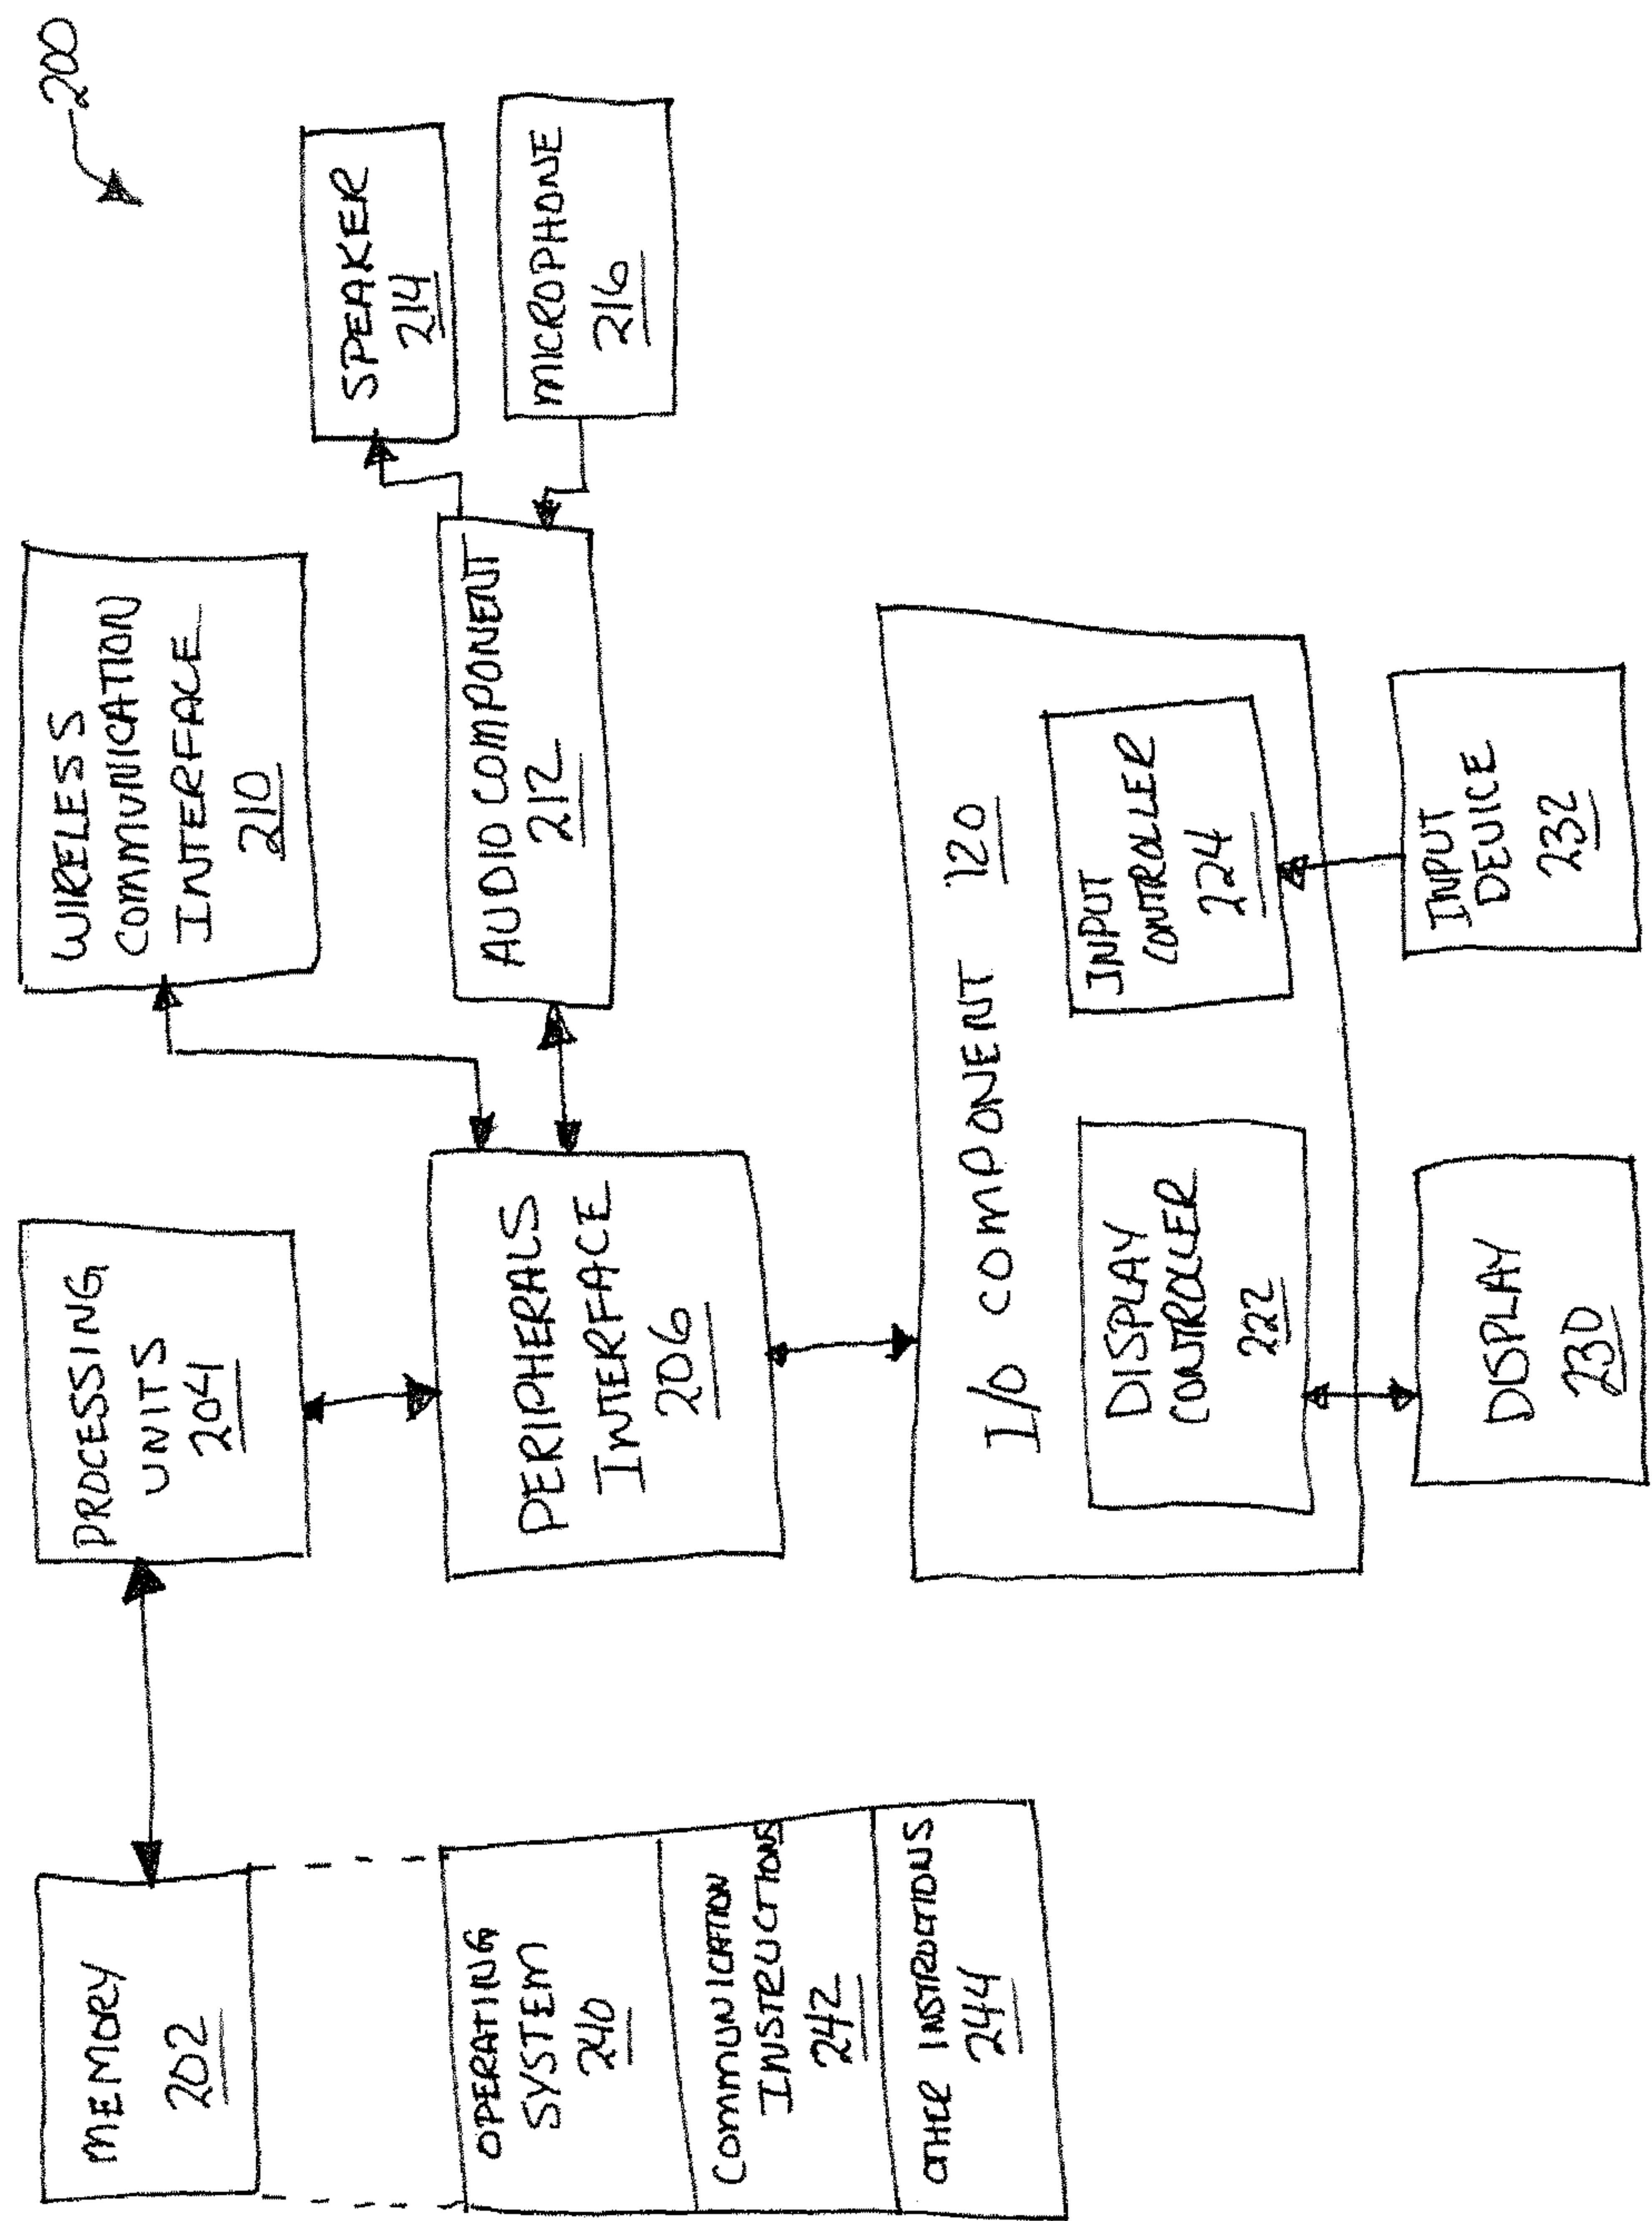 200
MEMORY
202
PROCESSING
UNITS
204
WIRELESS
COMMUNICATION
INTERFACE
210
SPEAKER
214
MICROPHONE
216
AUDIO COMPONENT
212
PERIPHERALS
INTERFACE
206
OPERATING
SYSTEM
240
COMMUNICATION
INSTRUCTIONS
242
OTHER INSTRUCTIONS
244
I/O COMPONENT 120
DISPLAY
CONTROLLER
222
INPUT
CONTROLLER
224
DISPLAY
230
INPUT
DEVICE
232